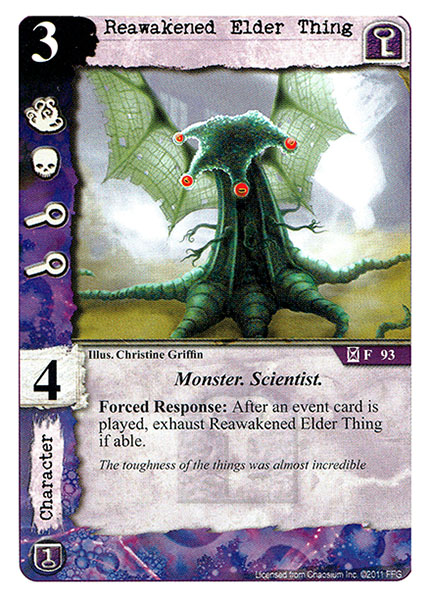 3
Reawakened Elder Thing
Illus. Christine Griffin
F 93
4
Monster. Scientist.
Forced Response: After an event card is
played, exhaust Reawakened Elder Thing
if able.
The toughness of the things was almost incredible
Character
1
Licensed from Chaosium Inc. ©2011 FFG